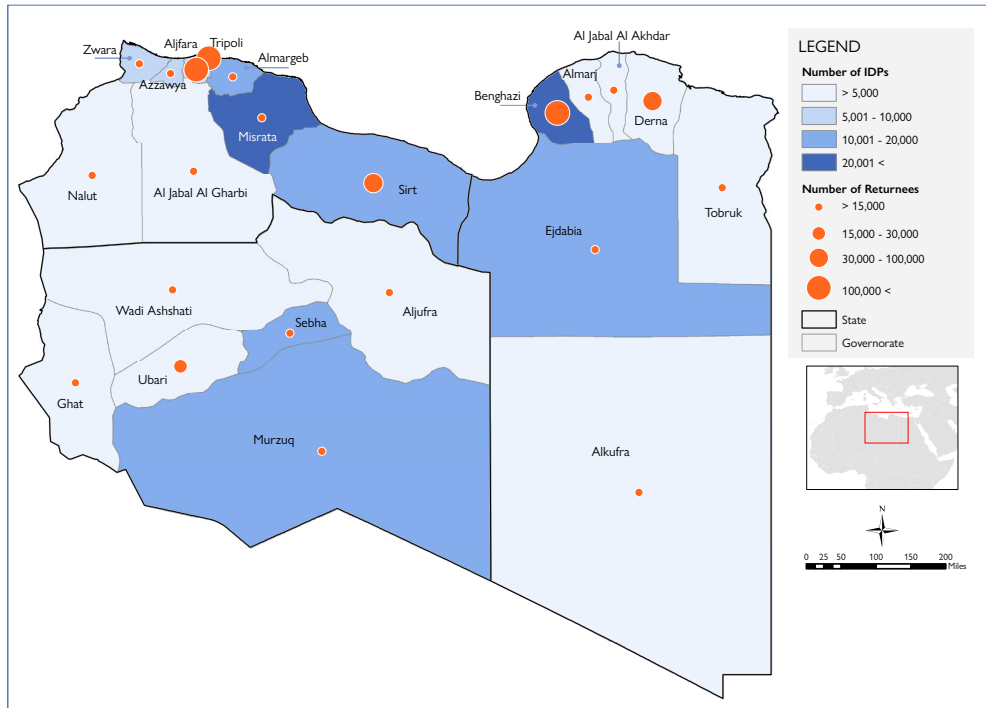 Al Jabal Al Akhdar
Aljfara
Tripoli
Zwara
Almargeb
Azzawya
Almarj
Benghazi
Derna
Misrata
Nalut
Al Jabal Al Gharbi
Sirt
Tobruk
Ejdabia
Wadi Ashshati
Aljufra
Sebha
Ubari
Ghat
Murzuq
Alkufra
LEGEND
Number of IDPs
> 5,000
5,001 - 10,000
10,001 - 20,000
20,001 <
Number of Returnees
> 15,000
15,000 - 30,000
30,000 - 100,000
100,000 <
State
Governorate
N
0 25 50 100 150 200
Miles